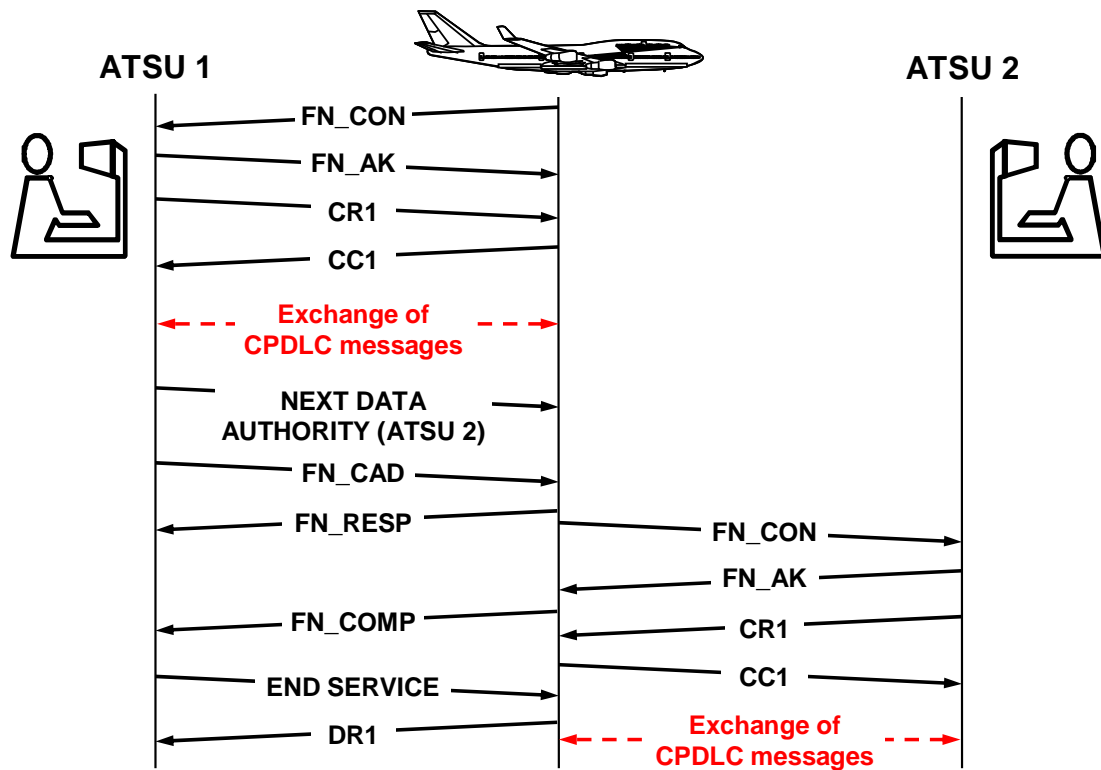 ATSU 1
ATSU 2
FN_CON
FN_AK
CR1
CC1
Exchange of
CPDLC messages
NEXT DATA
AUTHORITY (ATSU 2)
FN_CAD
FN_RESP
FN_CON
FN_AK
FN_COMP
CR1
CC1
END SERVICE
DR1
Exchange of
CPDLC messages